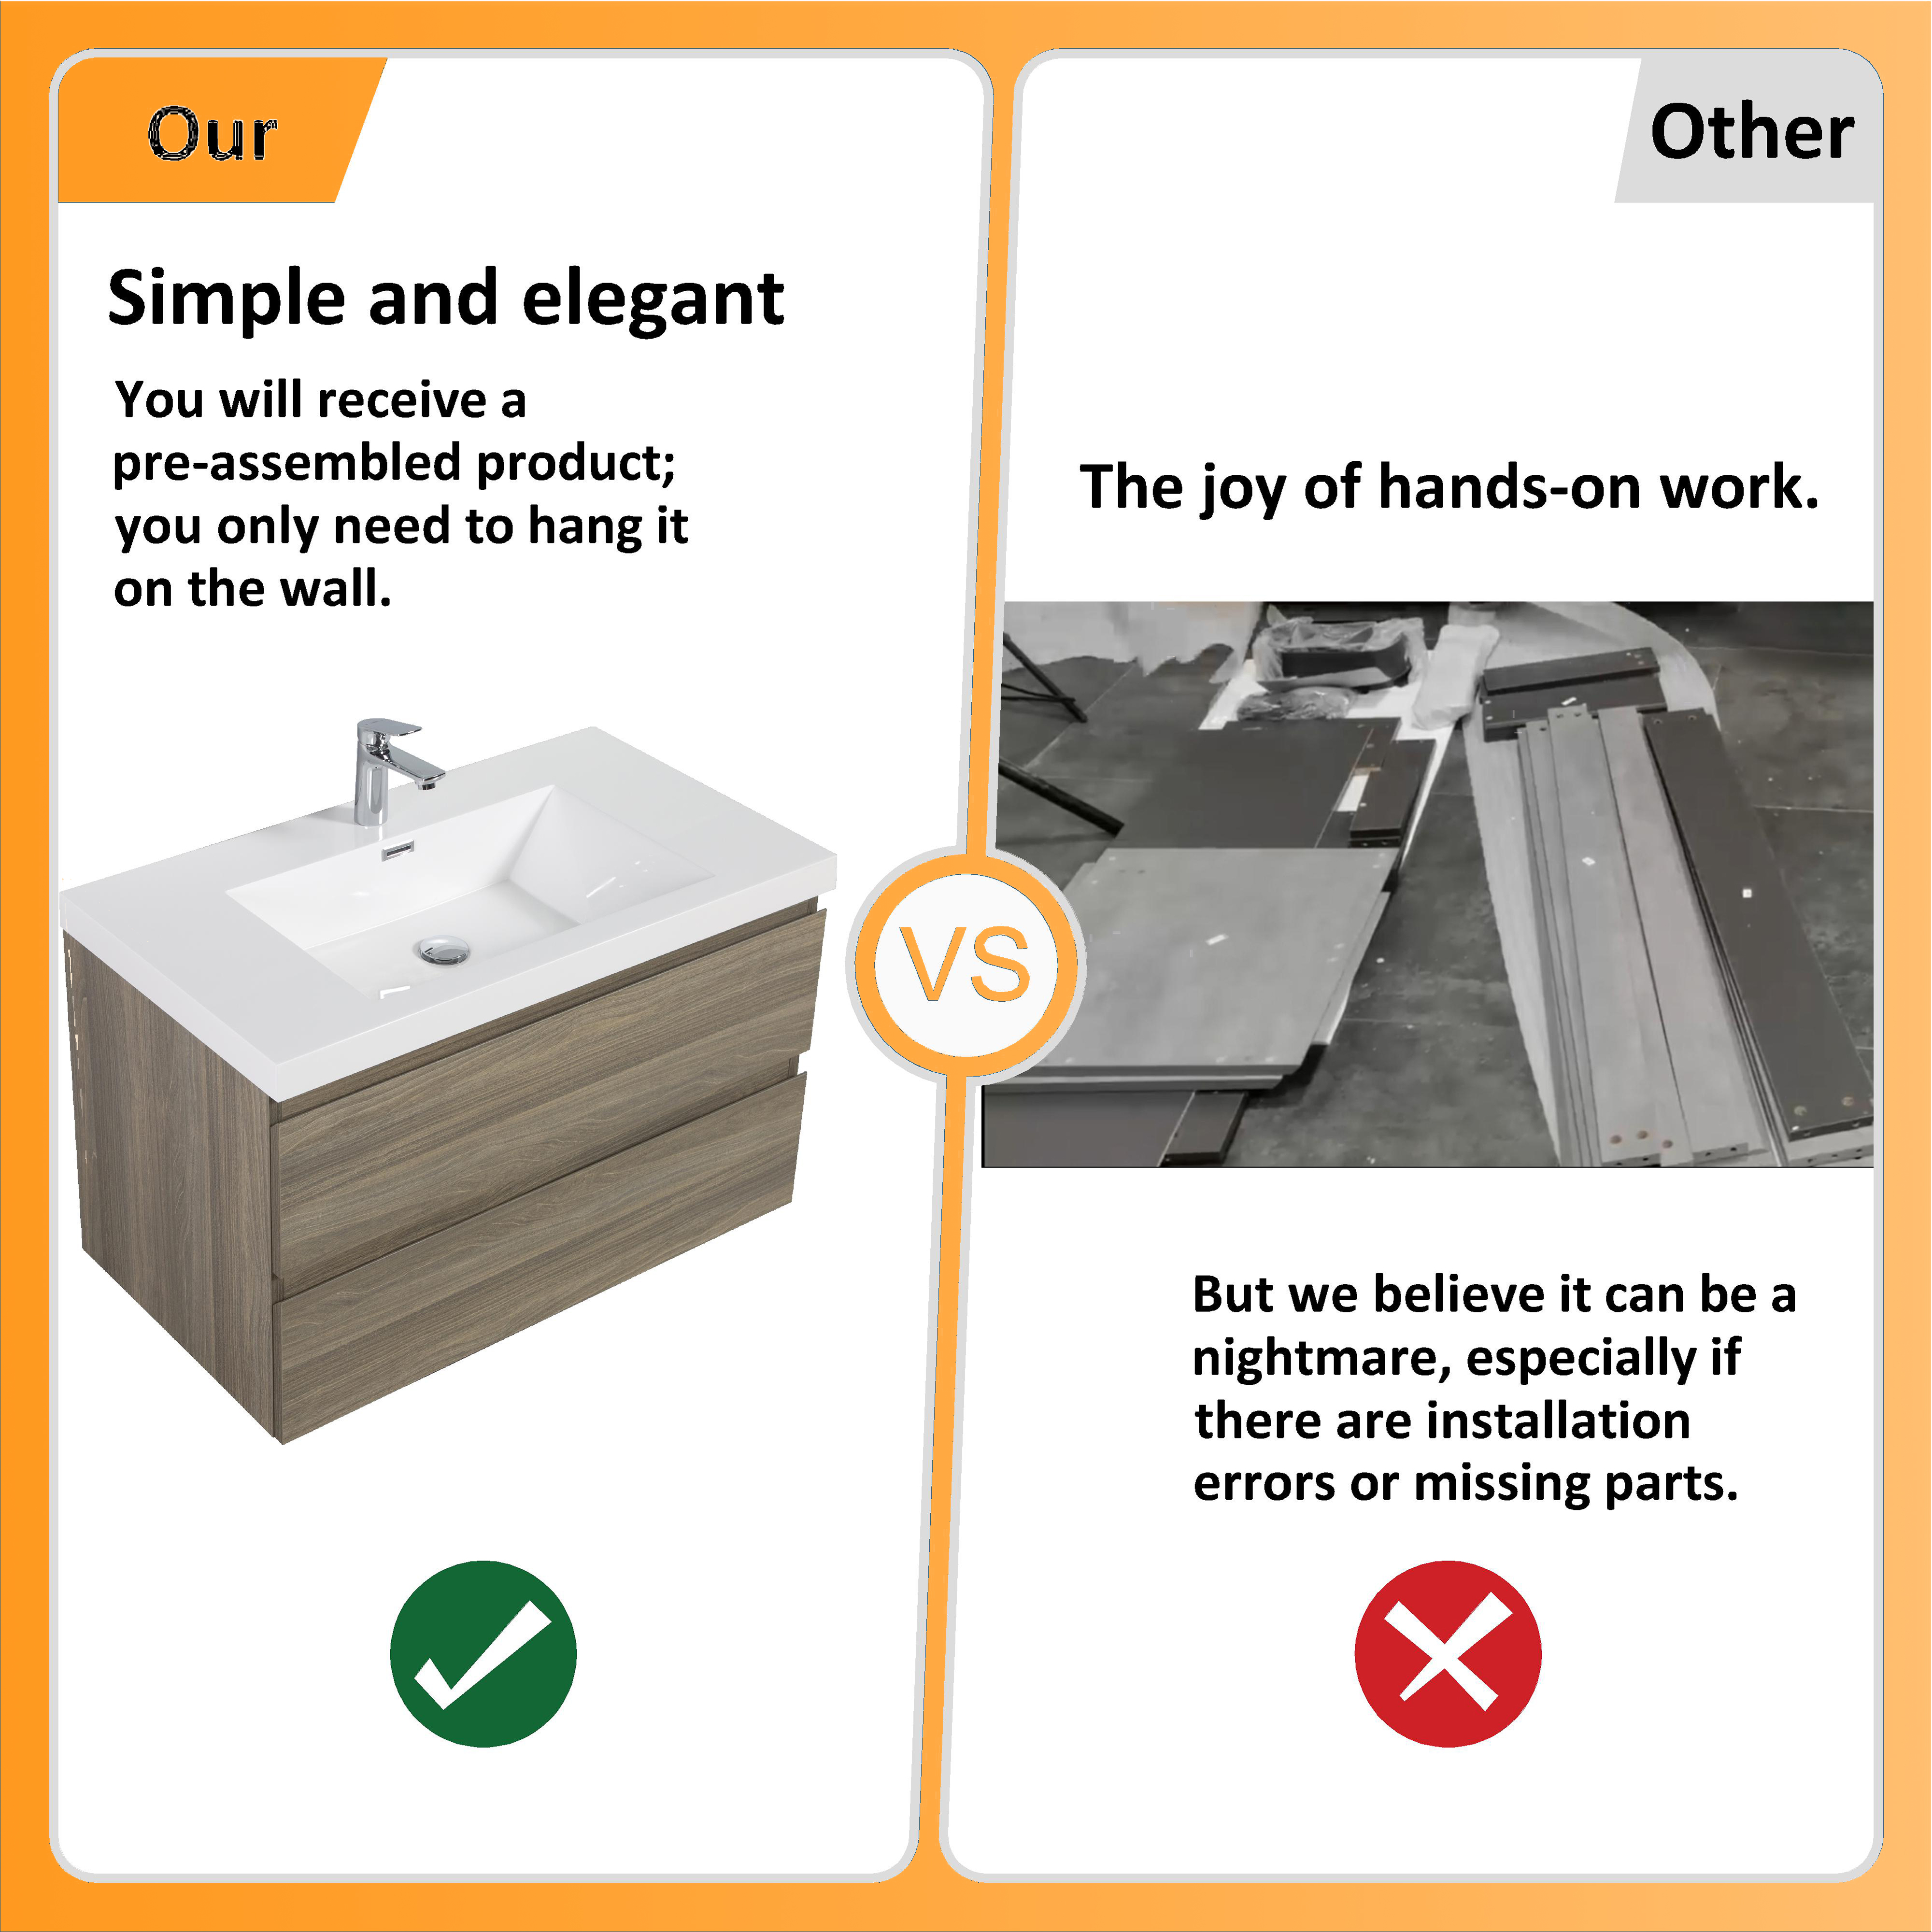 Our
Simple and elegant
You will receive a
pre-assembled product;
you only need to hang it
on the wall.
VS
Other
The joy of hands-on work.
But we believe it can be a
nightmare, especially if
there are installation
errors or missing parts.